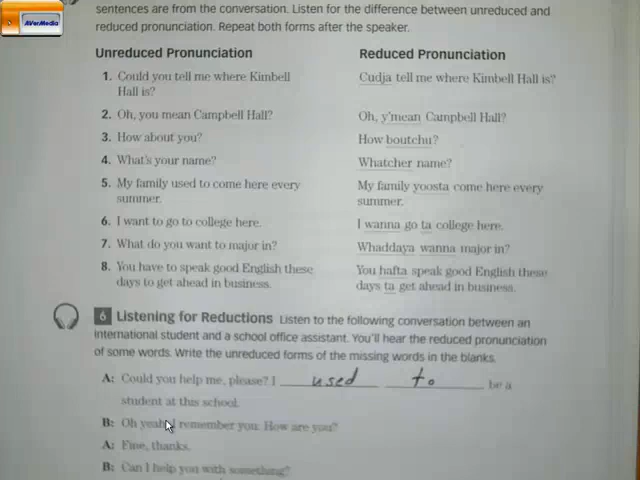 AVerMedia
sentences are from the conversation. Listen for the difference between unreduced and
reduced pronunciation. Repeat both forms after the speaker.
Unreduced Pronunciation
Reduced Pronunciation
1. Could you tell me where Kimbell
Hall is?
Cudja tell me where Kimbell Hall is?
2. Oh, you mean Campbell Hall?
Oh, y'mean Campbell Hall?
3. How about you?
How boutchu?
4. What's your name?
Whatcher name?
5. My family used to come here every
summer.
My family yoosta come here every
summer.
6. I want to go to college here.
I wanna go ta college here.
7. What do you want to major in?
Whaddaya wanna major in?
8. You have to speak good English these
days to get ahead in business.
You hafta speak good English these
days ta get ahead in business.
6 Listening for Reductions Listen to the following conversation between an
international student and a school office assistant. You'll hear the reduced pronunciation
of some words. Write the unreduced forms of the missing words in the blanks.
A: Could you help me, please? I used to be a
student at this school.
B: Oh yeah I remember you. How are you?
A: Fine, thanks.
B: Can I help you with something?